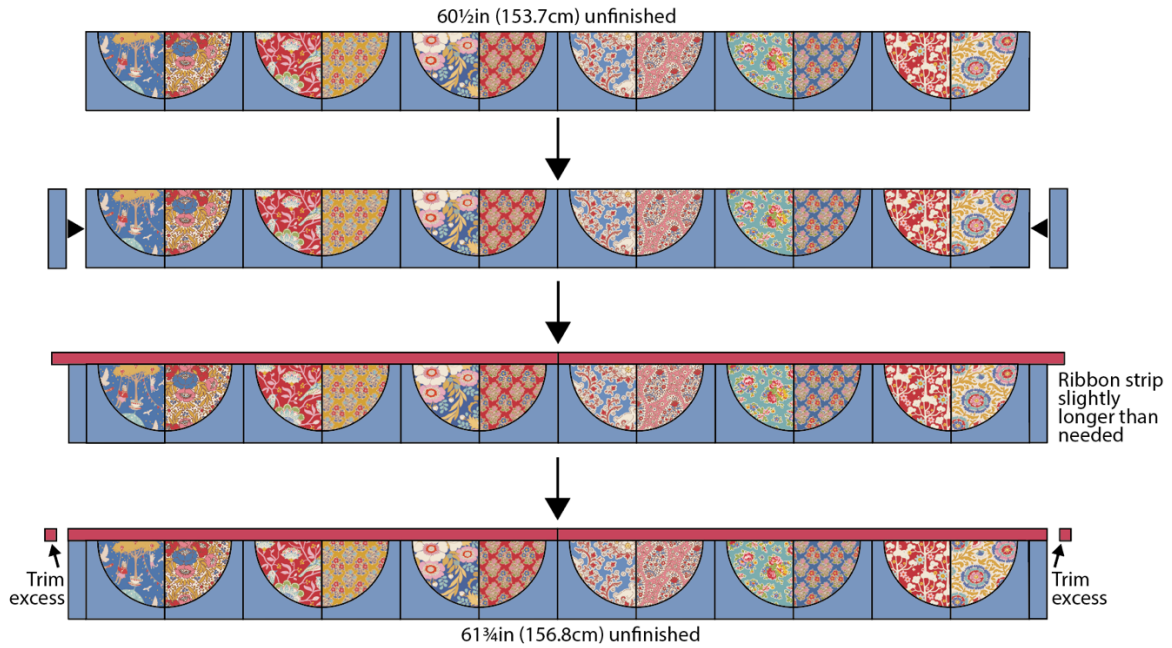 60½in (153.7cm) unfinished
Ribbon strip
slightly
longer than
needed
Trim
excess
Trim
excess
61¾in (156.8cm) unfinished